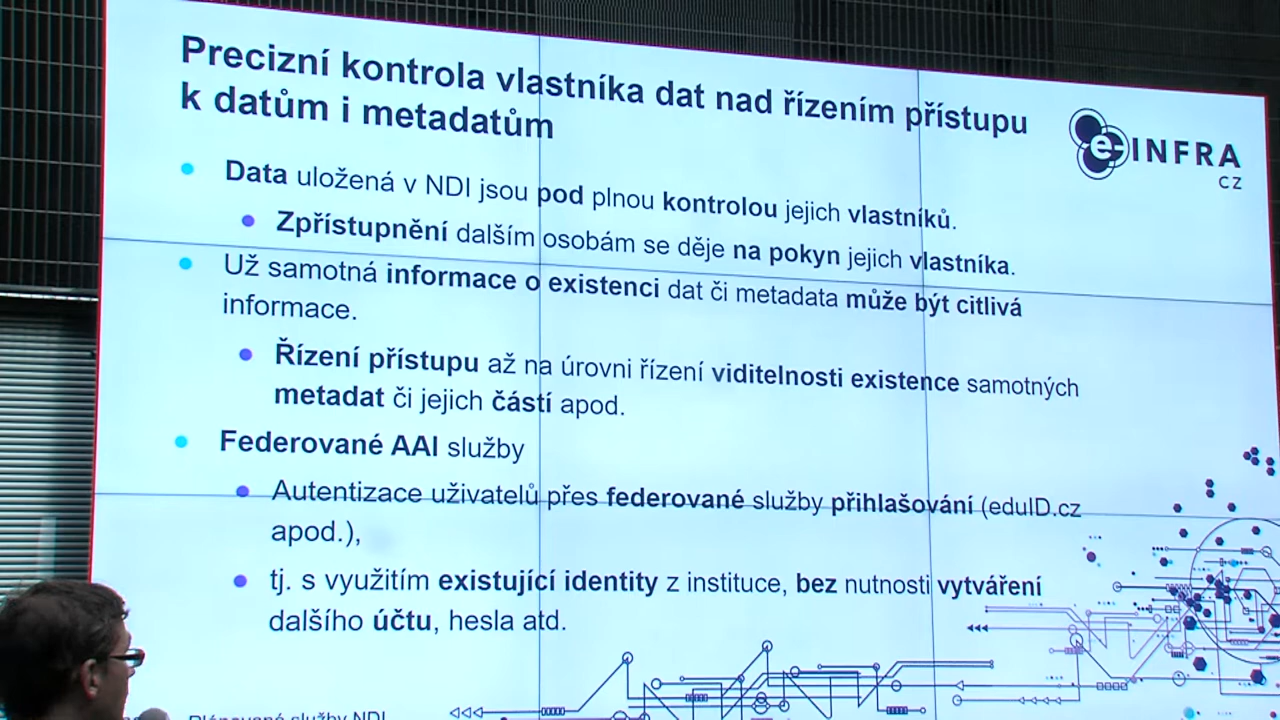 Precizní kontrola vlastníka dat nad řízením přístupu
k datům i metadatům
e-INFRA
CZ
Data uložená v NDI jsou pod plnou kontrolou jejich vlastníků.
Zpřístupnění dalším osobám se děje na pokyn jejich vlastníka.
Už samotná informace o existenci dat či metadata může být citlivá
informace.
Řízení přístupu až na úrovni řízení viditelnosti existence samotných
metadat či jejich částí apod.
Federované AAI služby
Autentizace uživatelů přes federované služby přihlašování (eduID.cz
apod.),
tj. s využitím existující identity z instituce, bez nutnosti vytváření
dalšího účtu, hesla atd.
Plánované služby NDI